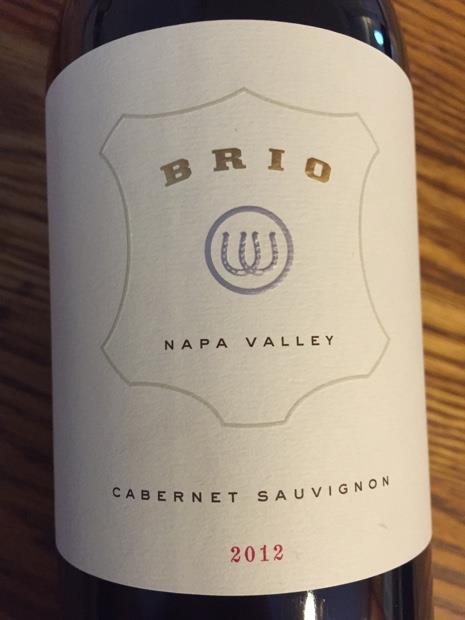 BRIO
NAPA VALLEY
CABERNET SAUVIGNON
2012